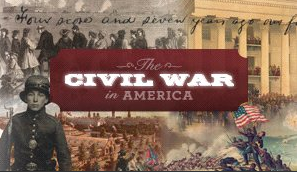 Four score and seven years ago our f
The
CIVIL WAR
in AMERICA